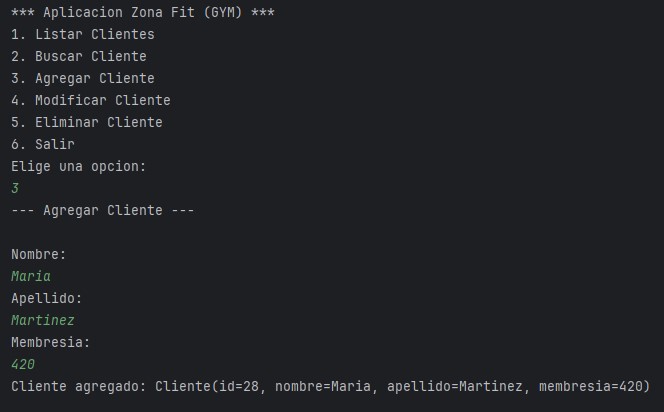 *** Aplicacion Zona Fit (GYM) ***
1. Listar Clientes
2. Buscar Cliente
3. Agregar Cliente
4. Modificar Cliente
5. Eliminar Cliente
6. Salir
Elige una opcion:
3
--- Agregar Cliente ---
Nombre:
Maria
Apellido:
Martinez
Membresia:
420
Cliente agregado: Cliente(id=28, nombre=Maria, apellido=Martinez, membresia=420)